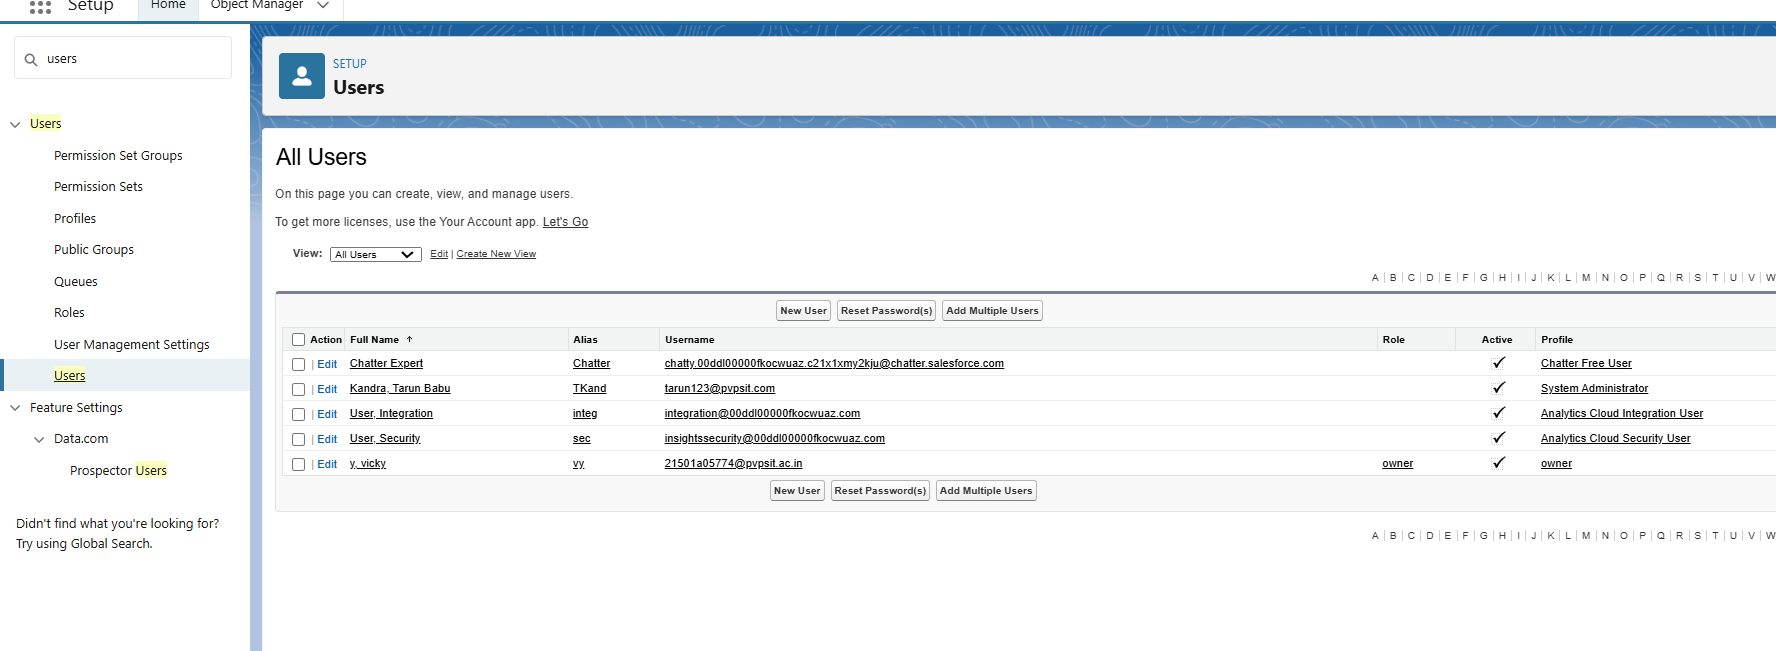 Setup Home Object Manager
users
SETUP
Users
Users
Permission Set Groups
Permission Sets
Profiles
Public Groups
Queues
Roles
User Management Settings
Users
Feature Settings
Data.com
Prospector Users
Didn't find what you're looking for?
Try using Global Search.
All Users
On this page you can create, view, and manage users.
To get more licenses, use the Your Account app. Let's Go
View: All Users Edit | Create New View
A | B | C | D | E | F | G | H | I | J | K | L | M | N | O | P | Q | R | S | T | U | V | W
New User Reset Password(s) Add Multiple Users
Action Full Name ↑ Alias Username Role Active Profile
| Edit Chatter Expert Chatter chatty.00ddl00000fkocwuaz.c21x1xmy2kju@chatter.salesforce.com ✓ Chatter Free User
| Edit Kandra, Tarun Babu TKand tarun123@pvpsit.com ✓ System Administrator
| Edit User, Integration integ integration@00ddl00000fkocwuaz.com ✓ Analytics Cloud Integration User
| Edit User, Security sec insightssecurity@00ddl00000fkocwuaz.com ✓ Analytics Cloud Security User
| Edit y, vicky vy 21501a05774@pvpsit.ac.in owner ✓ owner
New User Reset Password(s) Add Multiple Users
A | B | C | D | E | F | G | H | I | J | K | L | M | N | O | P | Q | R | S | T | U | V | W